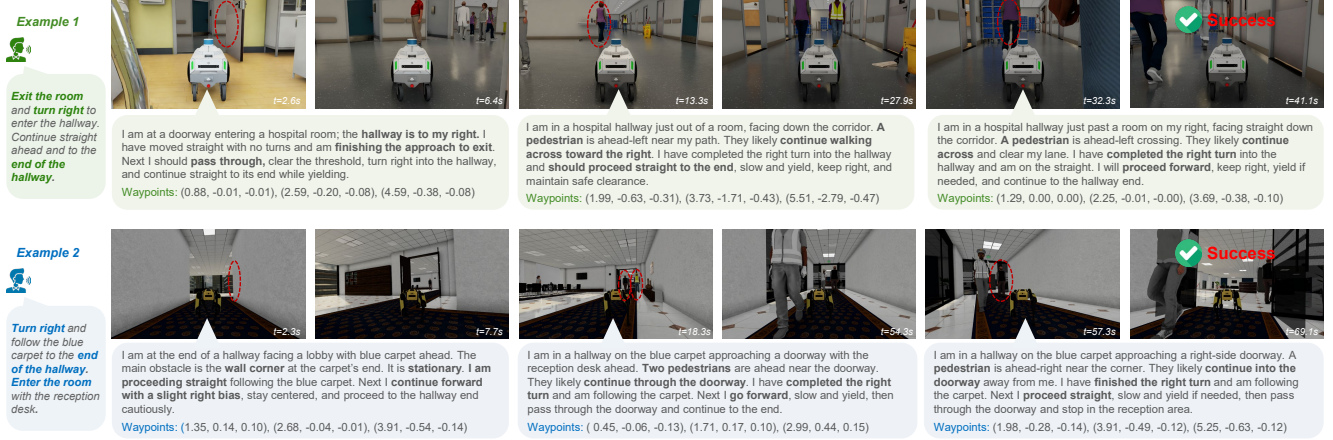 Example 1
Exit the room
and turn right to
enter the hallway.
Continue straight
ahead and to the
end of the
hallway.
t=2.6s
t=6.4s
t=13.3s
t=27.9s
t=32.3s
Success
t=41.1s
I am at a doorway entering a hospital room; the hallway is to my right. I
have moved straight with no turns and am finishing the approach to exit.
Next I should pass through, clear the threshold, turn right into the hallway,
and continue straight to its end while yielding.
Waypoints: (0.88, -0.01, -0.01), (2.59, -0.20, -0.08), (4.59, -0.38, -0.08)
I am in a hospital hallway just out of a room, facing down the corridor. A
pedestrian is ahead-left near my path. They likely continue walking
across toward the right. I have completed the right turn into the hallway
and should proceed straight to the end, slow and yield, keep right, and
maintain safe clearance.
Waypoints: (1.99, -0.63, -0.31), (3.73, -1.71, -0.43), (5.51, -2.79, -0.47)
I am in a hospital hallway just past a room on my right, facing straight down
the corridor. A pedestrian is ahead-left crossing. They likely continue
across and clear my lane. I have completed the right turn into the
hallway and am on the straight. I will proceed forward, keep right, yield if
needed, and continue to the hallway end.
Waypoints: (1.29, 0.00, 0.00), (2.25, -0.01, -0.00), (3.69, -0.38, -0.10)
Example 2
Turn right and
follow the blue
carpet to the end
of the hallway.
Enter the room
with the reception
desk.
t=2.3s
t=7.7s
t=18.3s
t=54.3s
t=57.3s
Success
t=69.1s
I am at the end of a hallway facing a lobby with blue carpet ahead. The
main obstacle is the wall corner at the carpet's end. It is stationary. I am
proceeding straight following the blue carpet. Next I continue forward
with a slight right bias, stay centered, and proceed to the hallway end
cautiously.
Waypoints: (1.35, 0.14, 0.10), (2.68, -0.04, -0.01), (3.91, -0.54, -0.14)
I am in a hallway on the blue carpet approaching a doorway with the
reception desk ahead. Two pedestrians are ahead near the doorway.
They likely continue through the doorway. I have completed the right
turn and am following the carpet. Next I go forward, slow and yield, then
pass through the doorway and continue to the end.
Waypoints: ( 0.45, -0.06, -0.13), (1.71, 0.17, 0.10), (2.99, 0.44, 0.15)
I am in a hallway on the blue carpet approaching a right-side doorway. A
pedestrian is ahead-right near the corner. They likely continue into the
doorway away from me. I have finished the right turn and am following
the carpet. Next I proceed straight, slow and yield if needed, then pass
through the doorway and stop in the reception area.
Waypoints: (1.98, -0.28, -0.14), (3.91, -0.49, -0.12), (5.25, -0.63, -0.12)